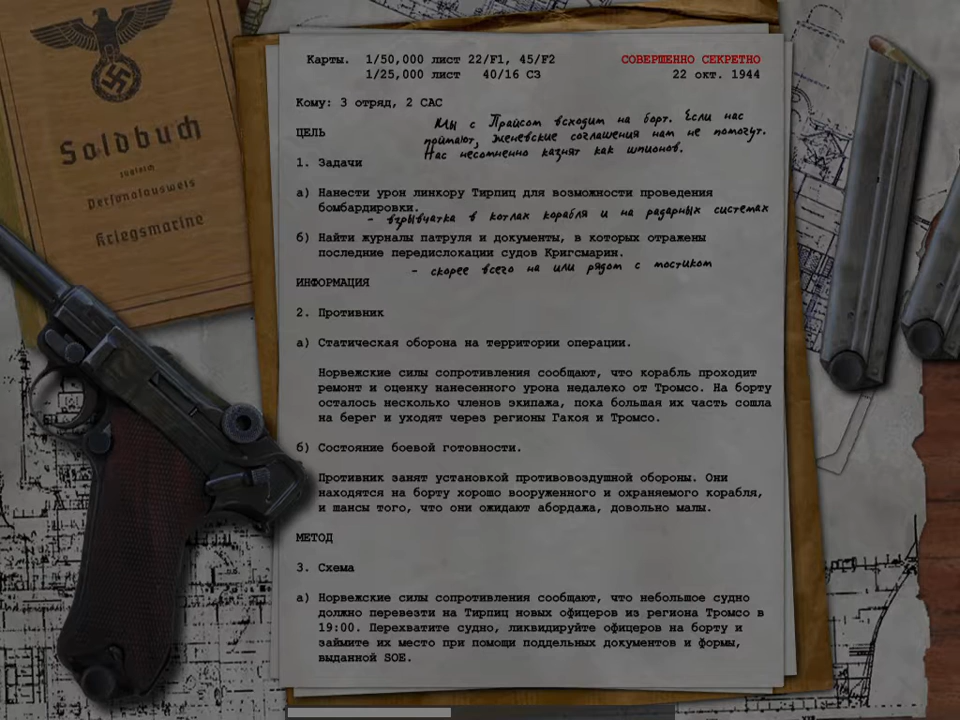 Soldbuch
zugleich
Personalausweis
Kriegsmarine
Карты. 1/50,000 лист 22/F1, 45/F2
1/25,000 лист 40/16 СЗ
СОВЕРШЕННО СЕКРЕТНО
22 окт. 1944
Кому: 3 отряд, 2 САС
Мы с Прайсом всходим на борт. Если нас
поймают, женевские соглашения нам не помогут.
Нас несомненно казнят как шпионов.
ЦЕЛЬ
1. Задачи
а) Нанести урон линкору Тирпиц для возможности проведения
бомбардировки.
- взрывчатка в котлах корабля и на радарных системах
б) Найти журналы патруля и документы, в которых отражены
последние передислокации судов Кригсмарин.
- скорее всего на или рядом с мостиком
ИНФОРМАЦИЯ
2. Противник
а) Статическая оборона на территории операции.
Норвежские силы сопротивления сообщают, что корабль проходит
ремонт и оценку нанесенного урона недалеко от Тромсо. На борту
осталось несколько членов экипажа, пока большая их часть сошла
на берег и уходят через регионы Гакоя и Тромсо.
б) Состояние боевой готовности.
Противник занят установкой противовоздушной обороны. Они
находятся на борту хорошо вооруженного и охраняемого корабля,
и шансы того, что они ожидают абордажа, довольно малы.
МЕТОД
3. Схема
а) Норвежские силы сопротивления сообщают, что небольшое судно
должно перевезти на Тирпиц новых офицеров из региона Тромсо в
19:00. Перехватите судно, ликвидируйте офицеров на борту и
займите их место при помощи поддельных документов и формы,
выданной SOE.